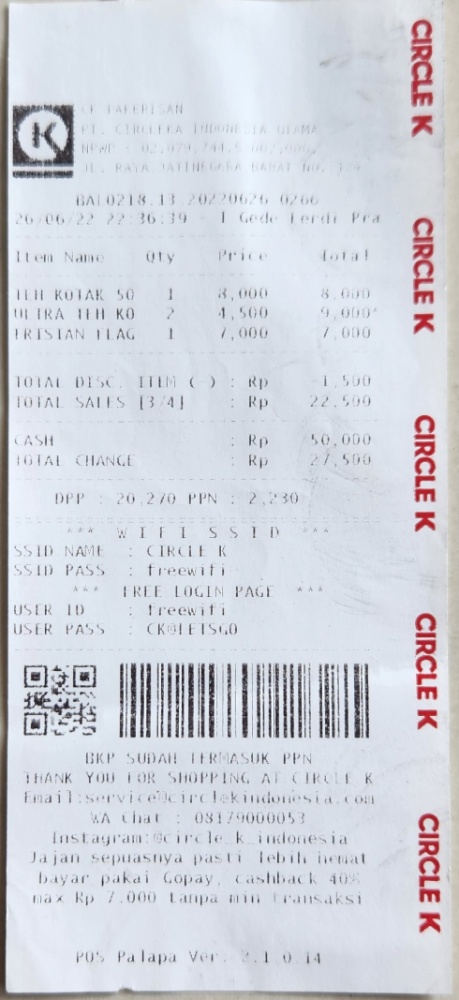 PT. CIRCLEKA INDONESIA UTAMA
NPWP : 02.079.744.9
JL. RAYA JATINEGARA BARAT NO.
BAL0218.13.20220626.0266
26/06/22 22:36:39 - I Gede Ferdi Pra
Item Name Qty Price Total
TEH KOTAK 50 1 8,000 8,000
ULTRA TEH KO 2 4,500 9,000*
FRISIAN FLAG 1 7,000 7,000
TOTAL DISC. ITEM (-) : Rp -1,500
TOTAL SALES [3/4] : Rp 22,500
CASH : Rp 50,000
TOTAL CHANGE : Rp 27,500
DPP : 20,270 PPN : 2,230
*** WIFI SSID ***
SSID NAME : CIRCLE K
SSID PASS : freewifi
*** FREE LOGIN PAGE ***
USER ID : freewifi
USER PASS : CK@LETSGO
BKP SUDAH TERMASUK PPN
THANK YOU FOR SHOPPING AT CIRCLE K
Email:service@circlekindonesia.com
WA Chat : 08179000053
Instagram:@circle_k_indonesia
Jajan sepuasnya pasti lebih hemat
bayar pakai Gopay, cashback 40%
max Rp 7.000 tanpa min transaksi
POS Palapa Ver. 2.1.0.14
CIRCLE K
CIRCLE K
CIRCLE K
CIRCLE K
CIRCLE K